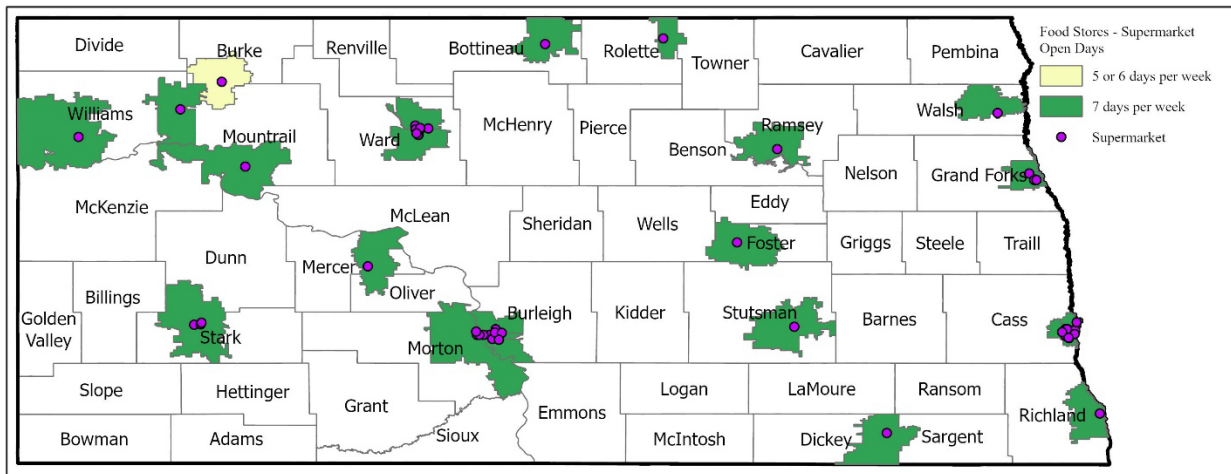 Food Stores - Supermarket
Open Days
5 or 6 days per week
7 days per week
Supermarket
Divide
Burke
Renville
Bottineau
Rolette
Towner
Cavalier
Pembina
Williams
Mountrail
Ward
McHenry
Pierce
Benson
Ramsey
Walsh
Nelson
Grand Forks
McKenzie
McLean
Sheridan
Wells
Eddy
Foster
Griggs
Steele
Traill
Dunn
Mercer
Oliver
Golden
Valley
Billings
Stark
Morton
Burleigh
Kidder
Stutsman
Barnes
Cass
Slope
Hettinger
Grant
Emmons
Logan
LaMoure
Ransom
Richland
Bowman
Adams
Sioux
McIntosh
Dickey
Sargent